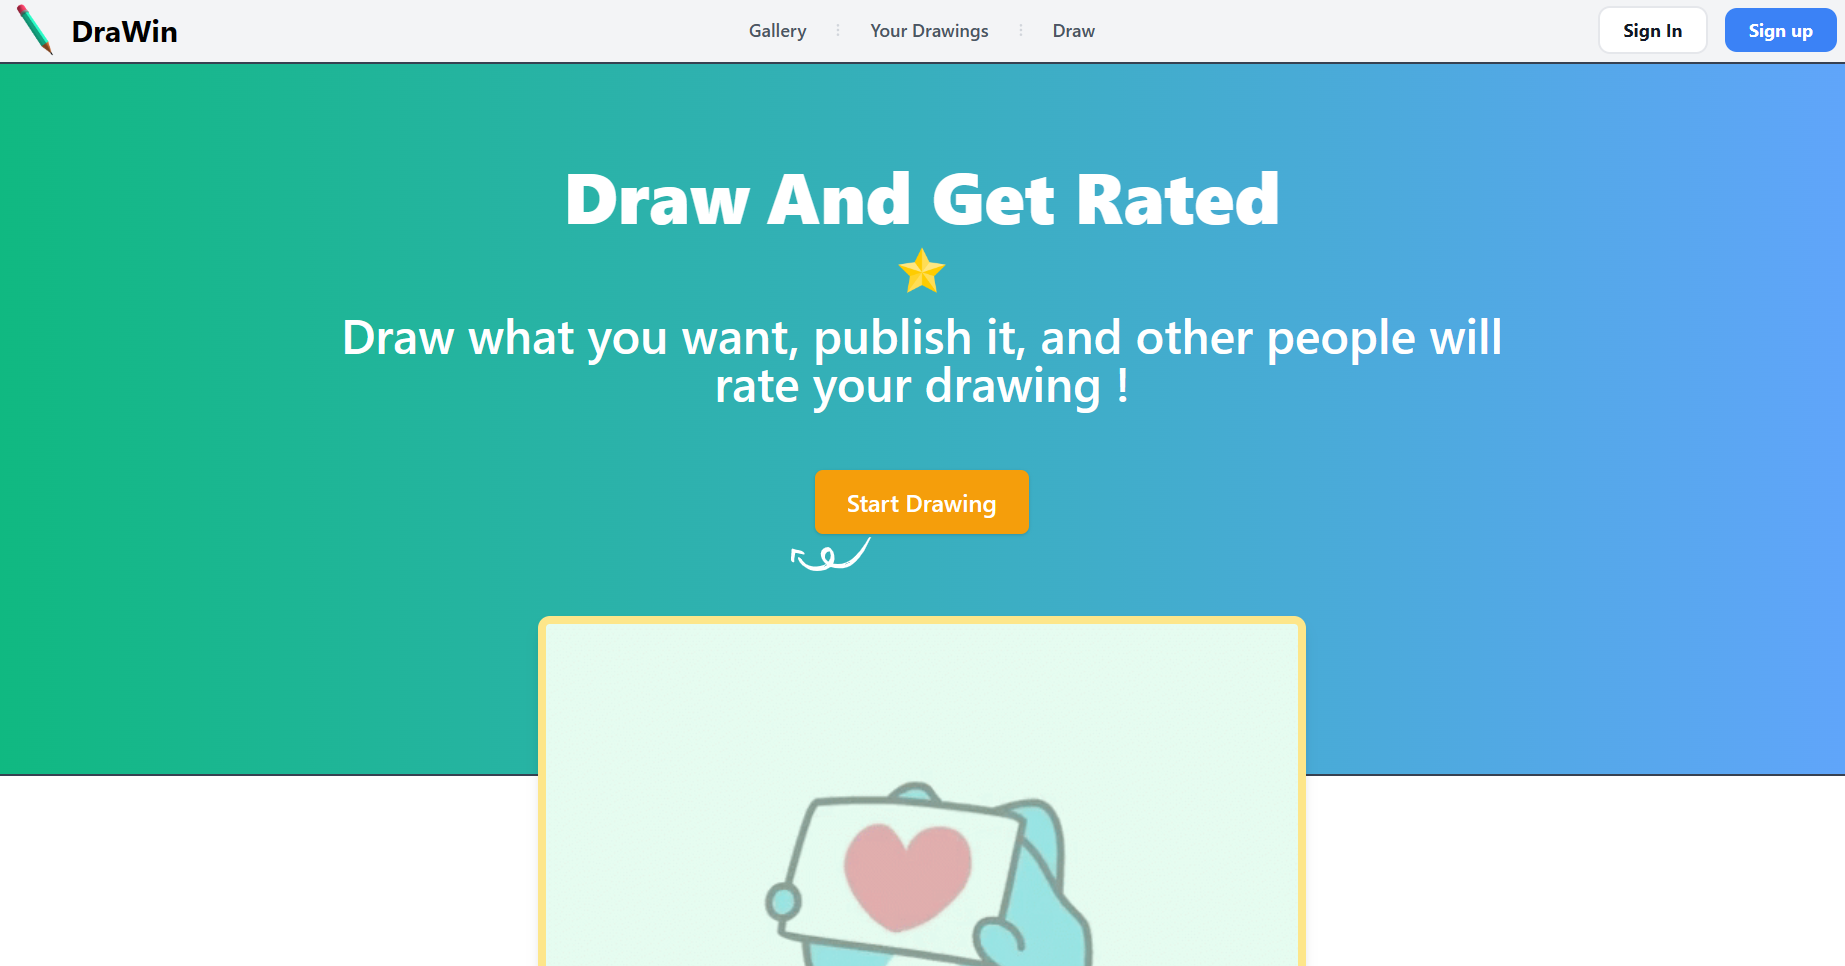 DraWin
Gallery
Your Drawings
Draw
Sign In
Sign up
Draw And Get Rated
Draw what you want, publish it, and other people will
rate your drawing !
Start Drawing